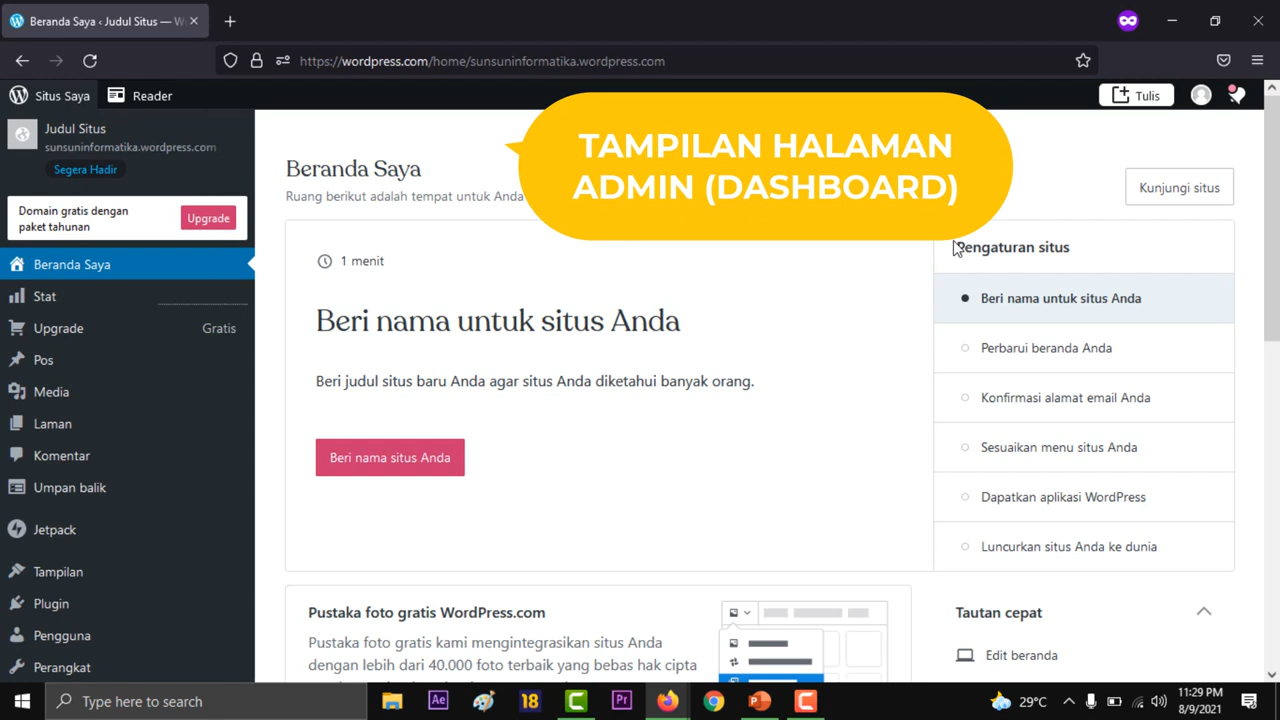 Beranda Saya ‹ Judul Situs — W
https://wordpress.com/home/sunsuninformatika.wordpress.com
Situs Saya
Reader
Tulis
Judul Situs
sunsuninformatika.wordpress.com
Segera Hadir
Domain gratis dengan
paket tahunan
Upgrade
Beranda Saya
Stat
Upgrade
Gratis
Pos
Media
Laman
Komentar
Umpan balik
Jetpack
Tampilan
Plugin
Pengguna
Perangkat
TAMPILAN HALAMAN
ADMIN (DASHBOARD)
Beranda Saya
Ruang berikut adalah tempat untuk Anda
Kunjungi situs
1 menit
Beri nama untuk situs Anda
Beri judul situs baru Anda agar situs Anda diketahui banyak orang.
Beri nama situs Anda
Pengaturan situs
Beri nama untuk situs Anda
Perbarui beranda Anda
Konfirmasi alamat email Anda
Sesuaikan menu situs Anda
Dapatkan aplikasi WordPress
Luncurkan situs Anda ke dunia
Pustaka foto gratis WordPress.com
Pustaka foto gratis kami mengintegrasikan situs Anda
dengan lebih dari 40.000 foto terbaik yang bebas hak cipta
Tautan cepat
Edit beranda
Type here to search
Ae
18
Pr
29°C
11:29 PM
8/9/2021